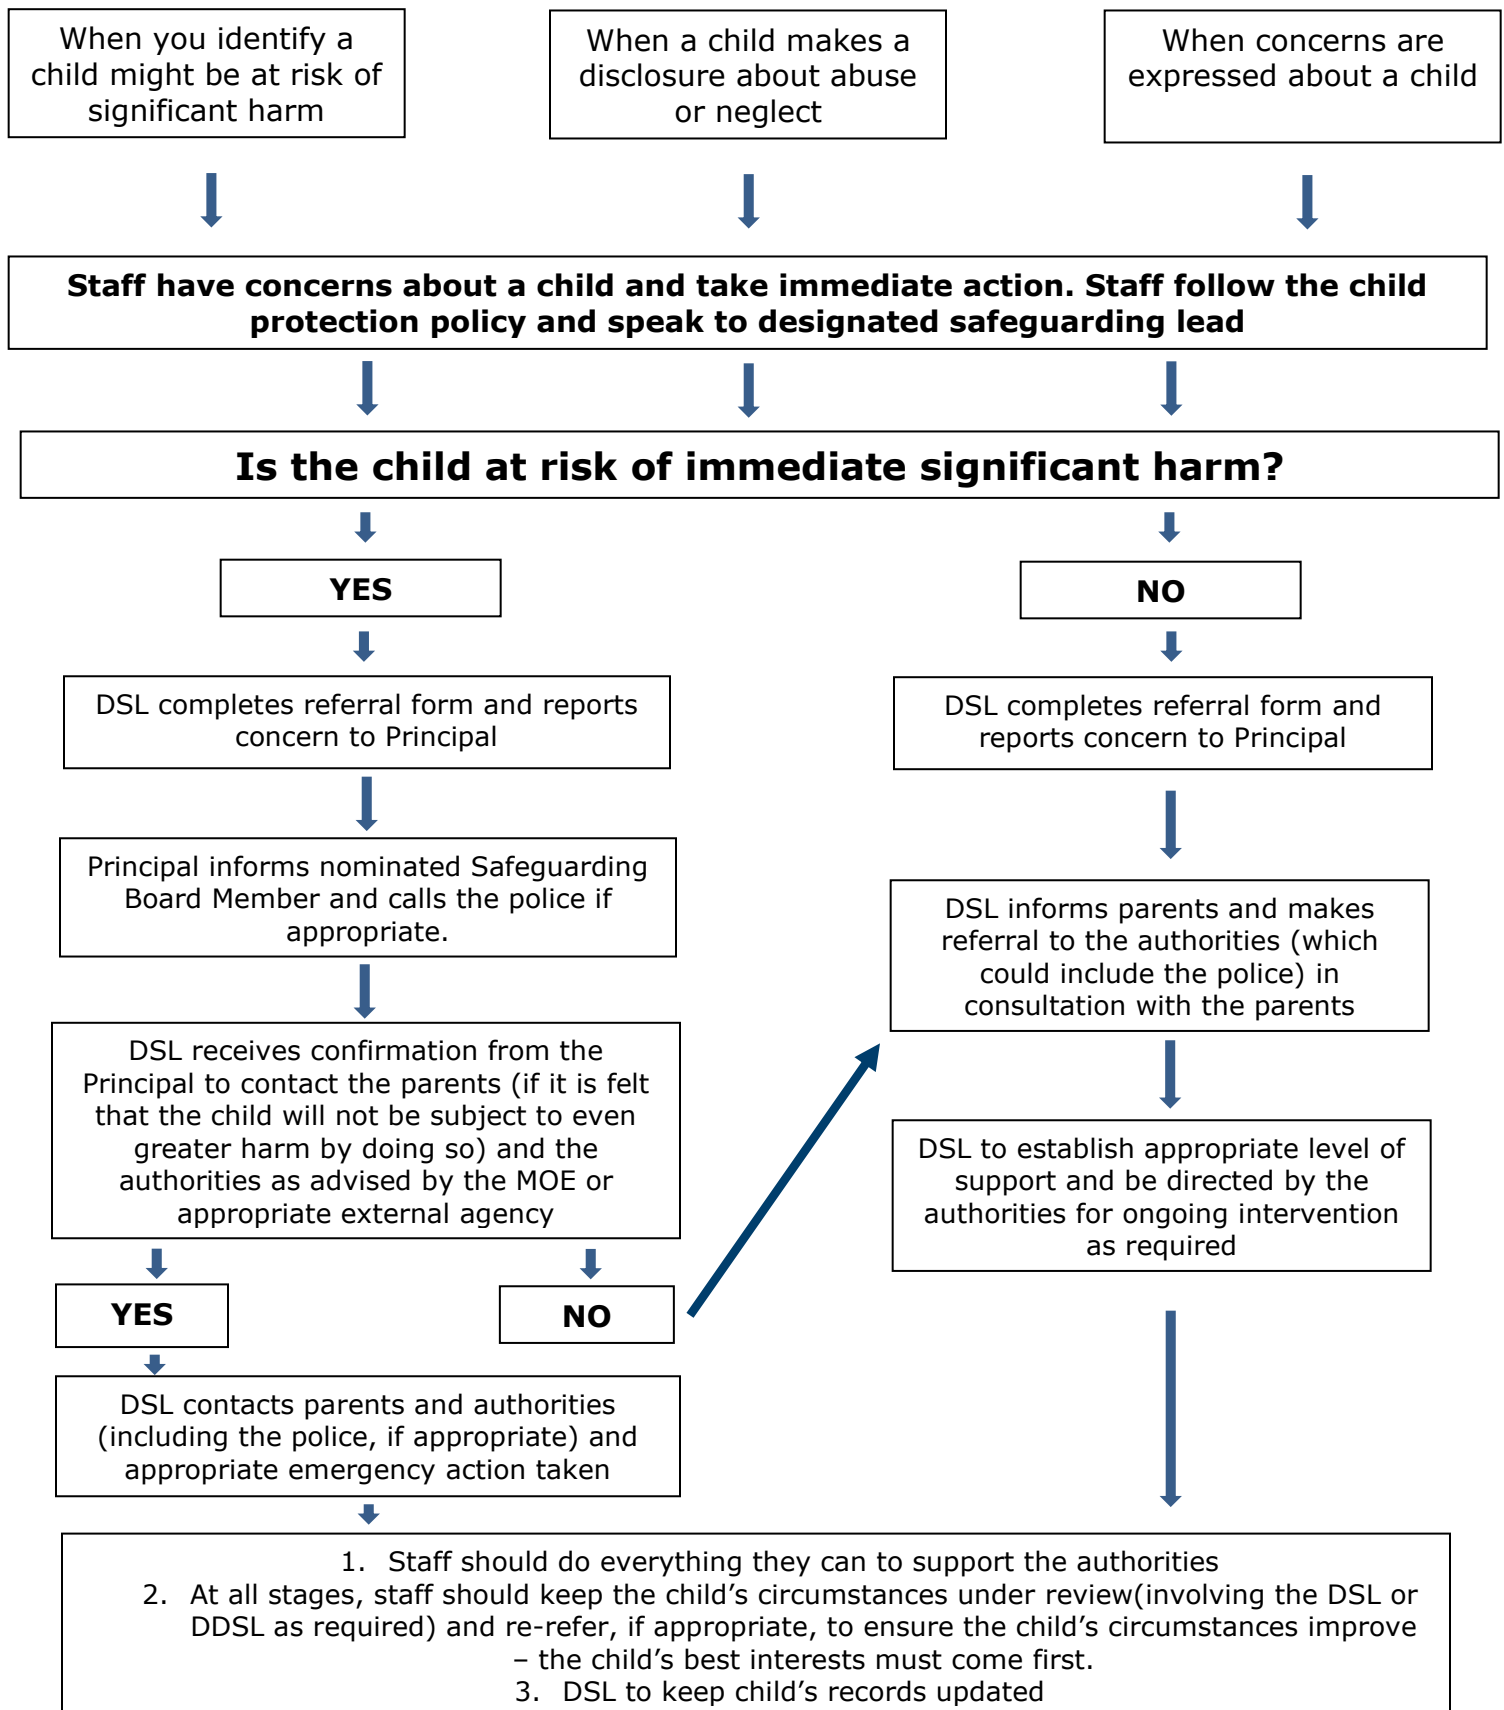 When you identify a
child might be at risk of
significant harm
When a child makes a
disclosure about abuse
or neglect
When concerns are
expressed about a child
Staff have concerns about a child and take immediate action. Staff follow the child
protection policy and speak to designated safeguarding lead
Is the child at risk of immediate significant harm?
YES
NO
DSL completes referral form and reports
concern to Principal
DSL completes referral form and
reports concern to Principal
Principal informs nominated Safeguarding
Board Member and calls the police if
appropriate.
DSL informs parents and makes
referral to the authorities (which
could include the police) in
consultation with the parents
DSL receives confirmation from the
Principal to contact the parents (if it is felt
that the child will not be subject to even
greater harm by doing so) and the
authorities as advised by the MOE or
appropriate external agency
DSL to establish appropriate level of
support and be directed by the
authorities for ongoing intervention
as required
YES
NO
DSL contacts parents and authorities
(including the police, if appropriate) and
appropriate emergency action taken
1. Staff should do everything they can to support the authorities
2. At all stages, staff should keep the child’s circumstances under review(involving the DSL or
DDSL as required) and re-refer, if appropriate, to ensure the child’s circumstances improve
– the child’s best interests must come first.
3. DSL to keep child’s records updated